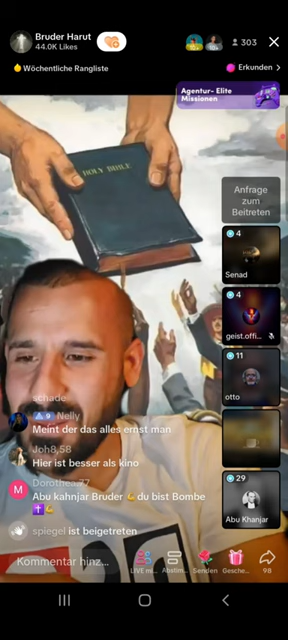 Bruder Harut
44.0K Likes
303
Wöchentliche Rangliste
Erkunden >
Agentur- Elite
Missionen
HOLY BIBLE
Anfrage
zum
Beitreten
4
Senad
4
geist.offi...
11
otto
29
Abu Khanjar
schade
9 Nelly
Meint der das alles ernst man
Joh8,58
Hier ist besser als kino
M
Dorothea77
Abu kahnjar Bruder 💪 du bist Bombe
✝️💪
spiegel ist beigetreten
Kommentar hinz...
LIVE mi...
Abstim...
Senden
Gesche...
98